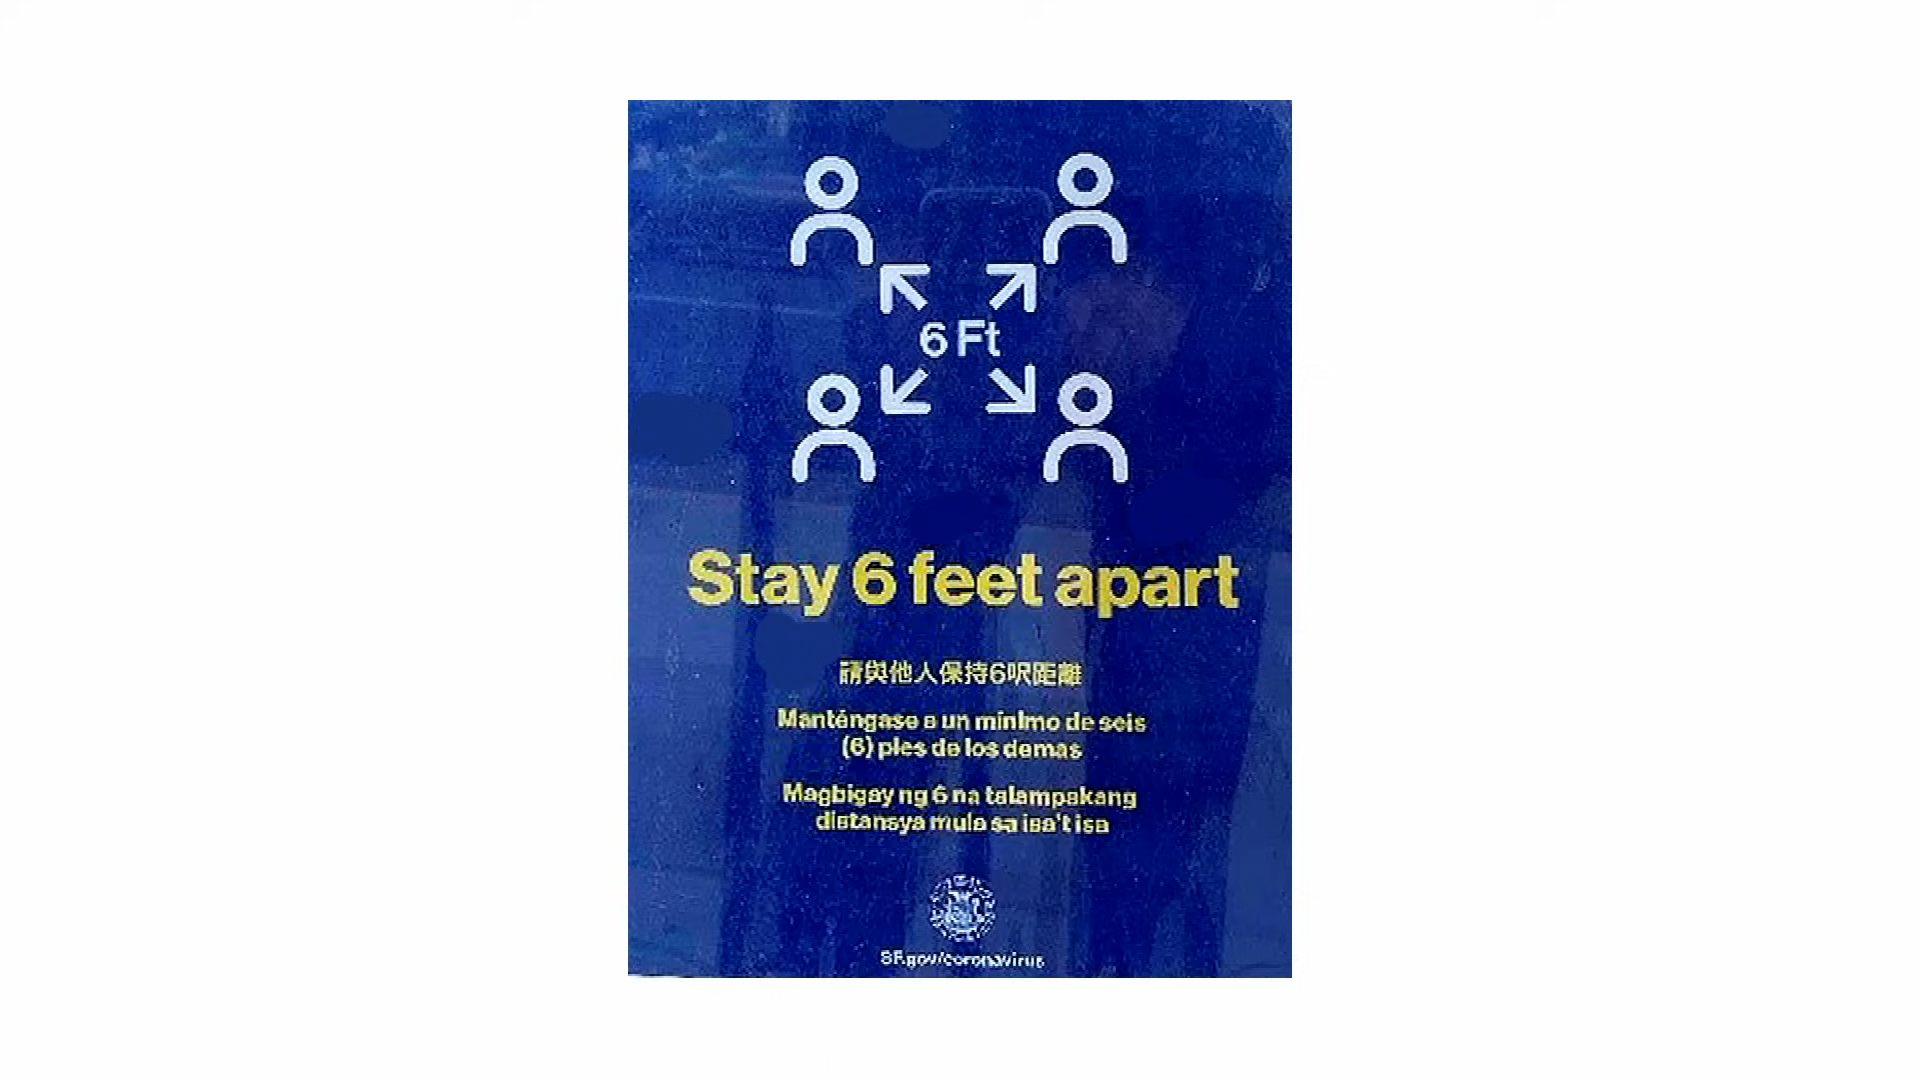 6 Ft
Stay 6 feet apart
請與他人保持6呎距離
Manténgase a un mínimo de seis
(6) pies de los demas
Magbigay ng 6 na talampakang
distansya mula sa isa't isa
SF.gov/coronavirus